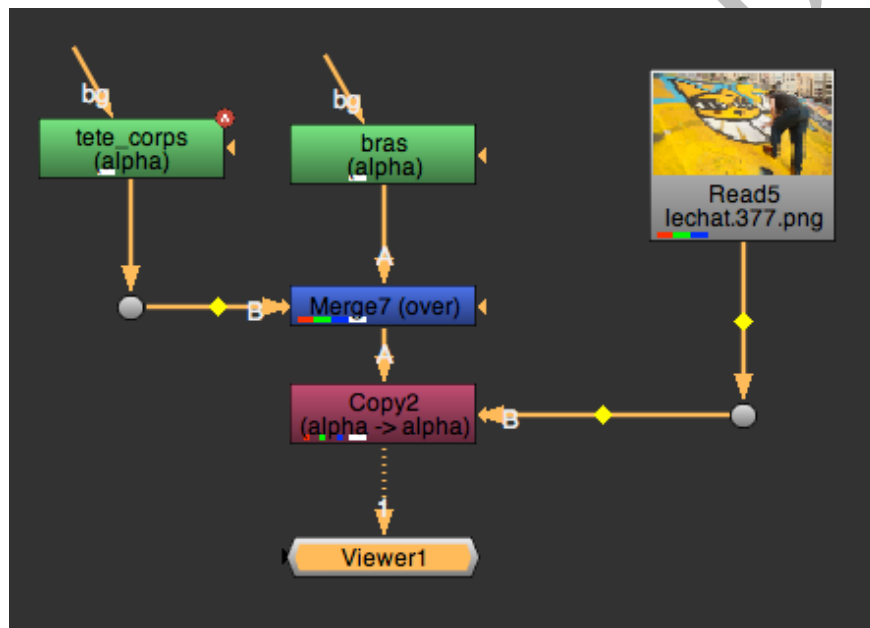 bg
bg
tete_corps
(alpha)
bras
(alpha)
Read5
lechat.377.png
A
B
Merge7 (over)
A
Copy2
(alpha -> alpha)
B
1
Viewer1